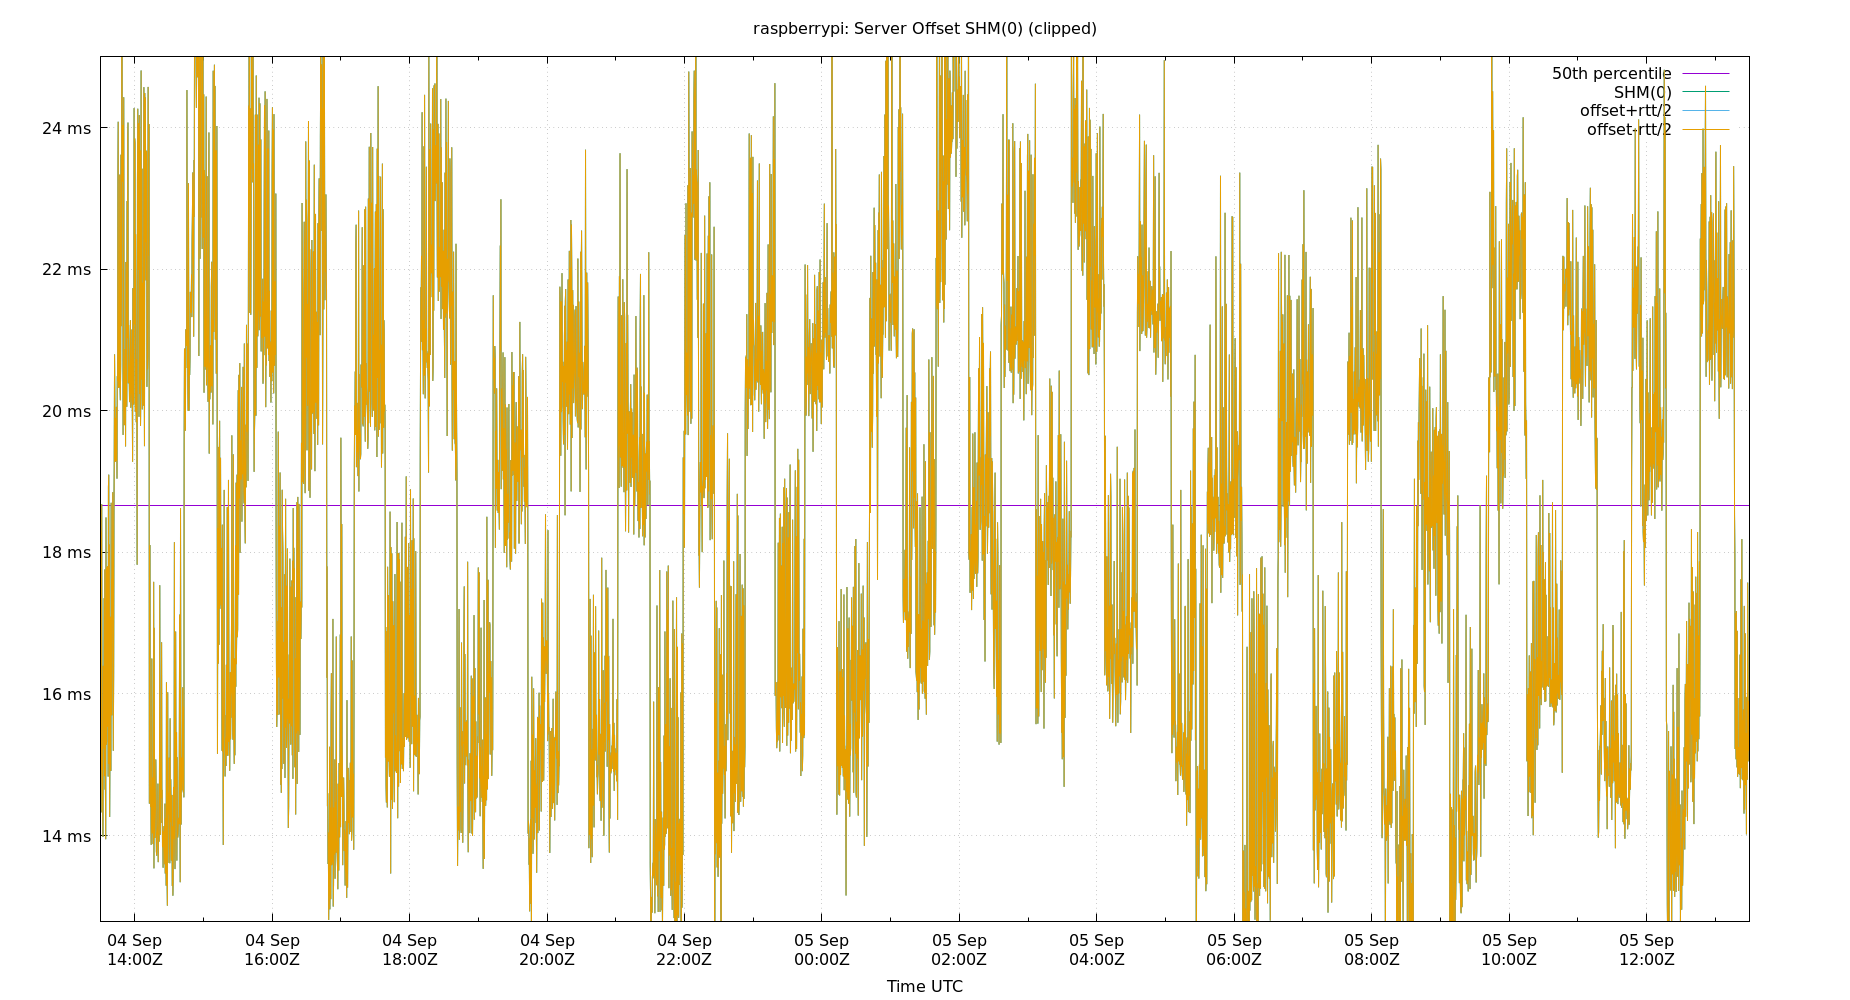 raspberrypi: Server Offset SHM(0) (clipped)
50th percentile
SHM(0)
offset+rtt/2
offset-rtt/2
24 ms
22 ms
20 ms
18 ms
16 ms
14 ms
04 Sep 04 Sep 04 Sep 04 Sep 04 Sep 05 Sep 05 Sep 05 Sep 05 Sep 05 Sep 05 Sep 05 Sep
14:00Z 16:00Z 18:00Z 20:00Z 22:00Z 00:00Z 02:00Z 04:00Z 06:00Z 08:00Z 10:00Z 12:00Z
Time UTC